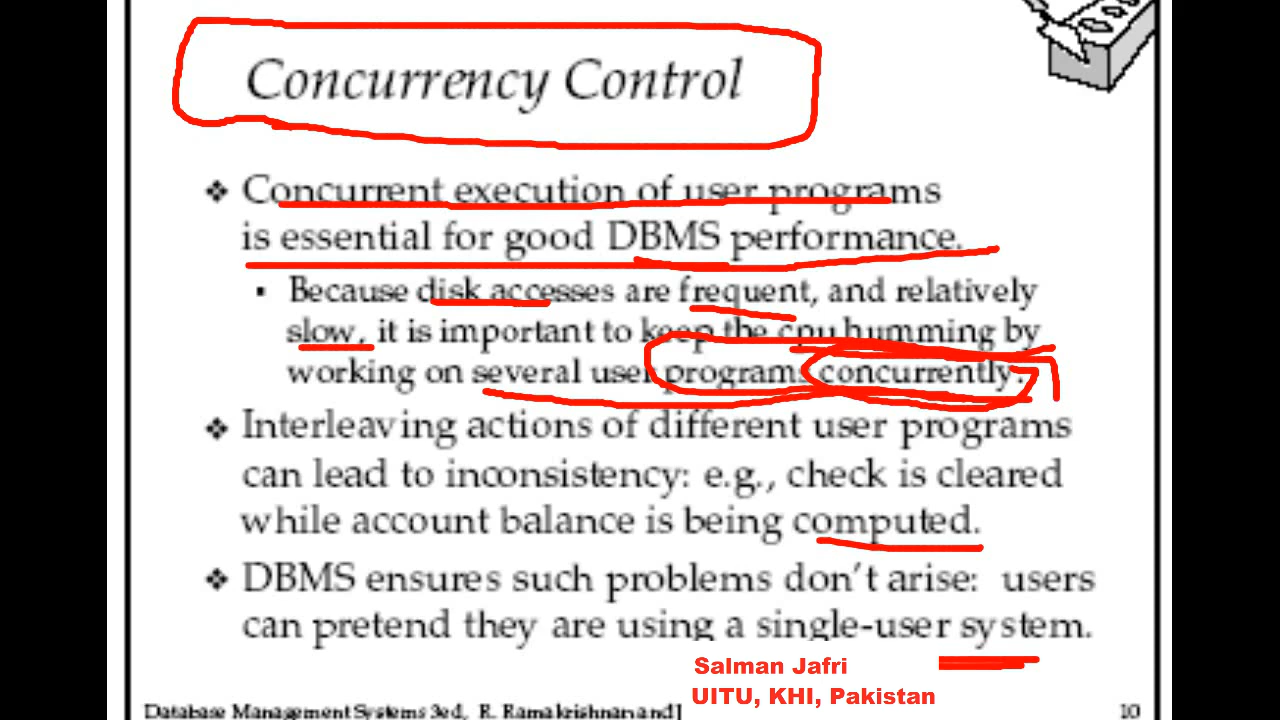 Concurrency Control
❖ Concurrent execution of user programs
is essential for good DBMS performance.
▪ Because disk accesses are frequent, and relatively
slow, it is important to keep the cpu humming by
working on several user programs concurrently.
❖ Interleaving actions of different user programs
can lead to inconsistency: e.g., check is cleared
while account balance is being computed.
❖ DBMS ensures such problems don't arise: users
can pretend they are using a single-user system.
Salman Jafri
UITU, KHI, Pakistan
Database Management Systems 3ed, R. Ramakrishnan and J
10